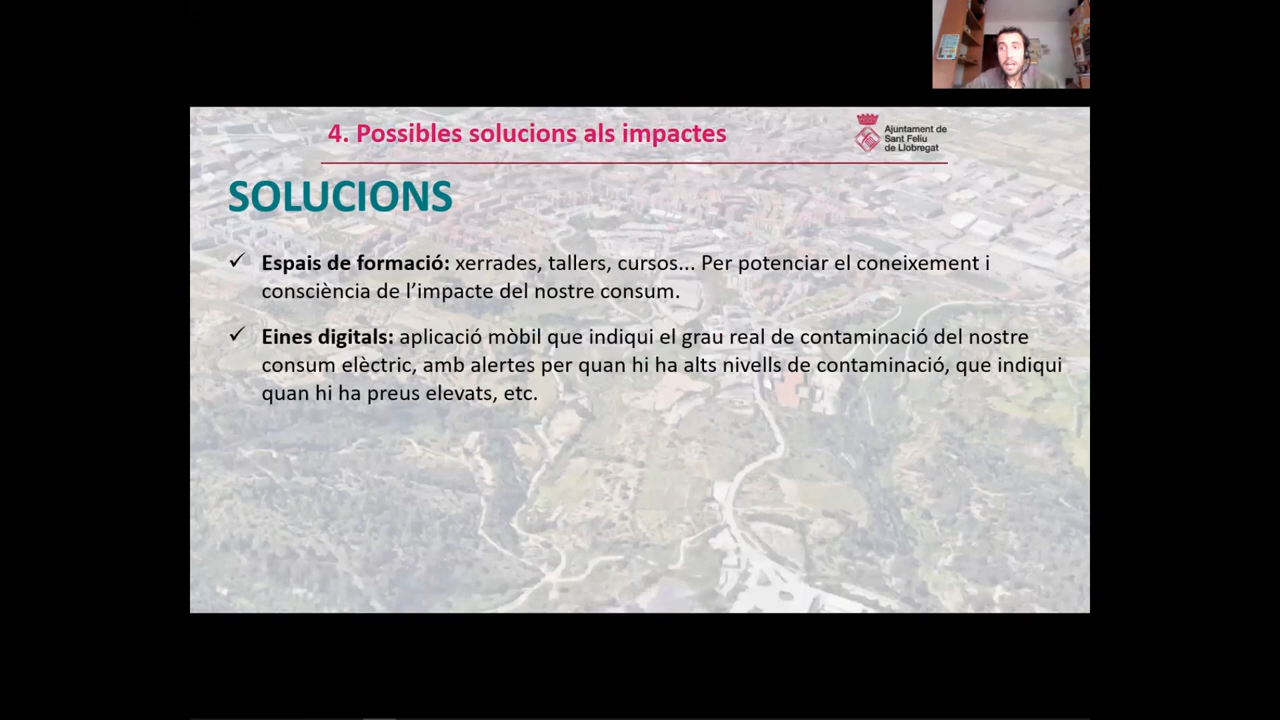 4. Possibles solucions als impactes
Ajuntament de
Sant Feliu
de Llobregat
SOLUCIONS
✓ Espais de formació: xerrades, tallers, cursos... Per potenciar el coneixement i
consciència de l’impacte del nostre consum.
✓ Eines digitals: aplicació mòbil que indiqui el grau real de contaminació del nostre
consum elèctric, amb alertes per quan hi ha alts nivells de contaminació, que indiqui
quan hi ha preus elevats, etc.